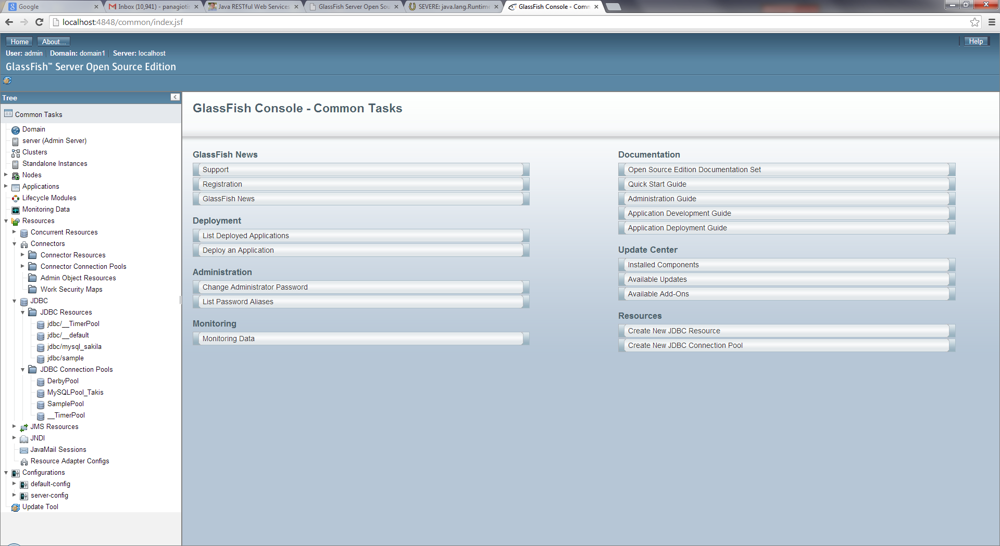 Google
Inbox (10,941) - panagiotis
Java RESTful Web Services
GlassFish Server Open Sou
SEVERE: java.lang.Runtime
GlassFish Console - Comm
localhost:4848/common/index.jsf
Home
About...
Help
User: admin | Domain: domain1 | Server: localhost
GlassFish™ Server Open Source Edition
Tree
Common Tasks
Domain
server (Admin Server)
Clusters
Standalone Instances
Nodes
Applications
Lifecycle Modules
Monitoring Data
Resources
Concurrent Resources
Connectors
Connector Resources
Connector Connection Pools
Admin Object Resources
Work Security Maps
JDBC
JDBC Resources
jdbc/__TimerPool
jdbc/__default
jdbc/mysql_sakila
jdbc/sample
JDBC Connection Pools
DerbyPool
MySQLPool_Takis
SamplePool
__TimerPool
JMS Resources
JNDI
JavaMail Sessions
Resource Adapter Configs
Configurations
default-config
server-config
Update Tool
GlassFish Console - Common Tasks
GlassFish News
Support
Registration
GlassFish News
Deployment
List Deployed Applications
Deploy an Application
Administration
Change Administrator Password
List Password Aliases
Monitoring
Monitoring Data
Documentation
Open Source Edition Documentation Set
Quick Start Guide
Administration Guide
Application Development Guide
Application Deployment Guide
Update Center
Installed Components
Available Updates
Available Add-Ons
Resources
Create New JDBC Resource
Create New JDBC Connection Pool